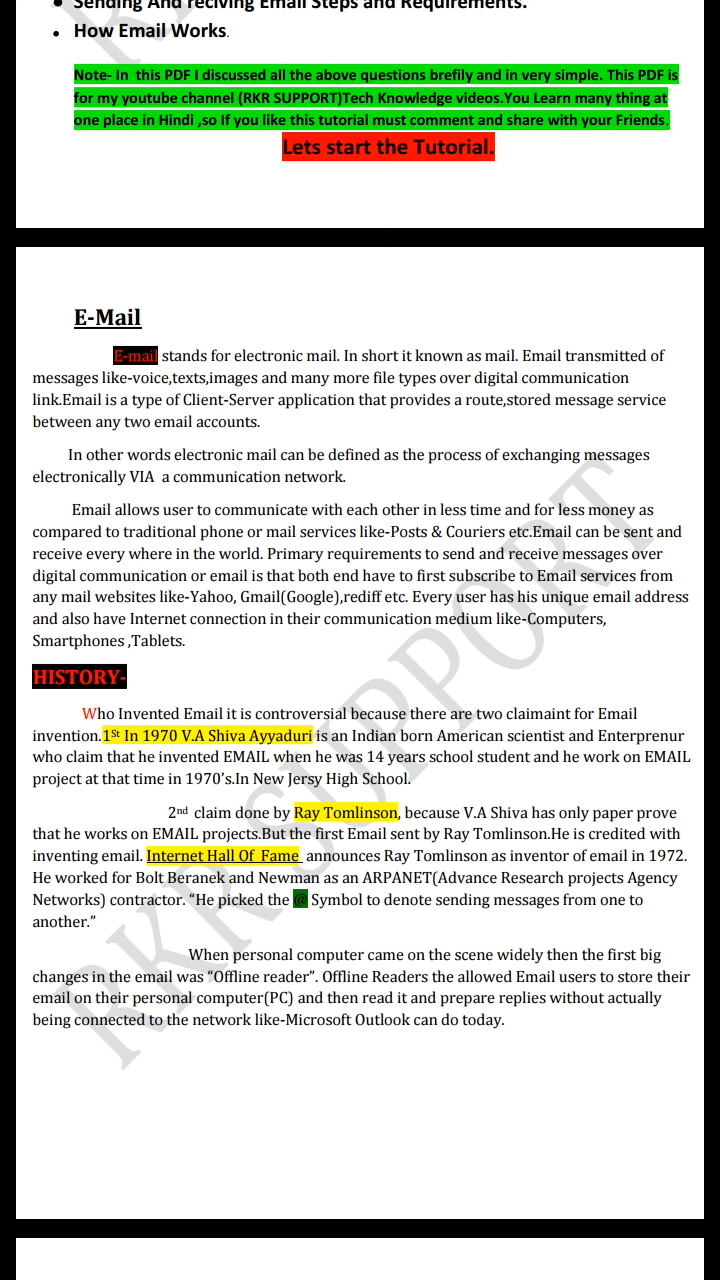 • Sending And reciving Email Steps and Requirements.
• How Email Works.
Note- In this PDF I discussed all the above questions brefily and in very simple. This PDF is
for my youtube channel (RKR SUPPORT)Tech Knowledge videos.You Learn many thing at
one place in Hindi ,so If you like this tutorial must comment and share with your Friends.
Lets start the Tutorial.
E-Mail
E-mail stands for electronic mail. In short it known as mail. Email transmitted of
messages like-voice,texts,images and many more file types over digital communication
link.Email is a type of Client-Server application that provides a route,stored message service
between any two email accounts.
In other words electronic mail can be defined as the process of exchanging messages
electronically VIA a communication network.
Email allows user to communicate with each other in less time and for less money as
compared to traditional phone or mail services like-Posts & Couriers etc.Email can be sent and
receive every where in the world. Primary requirements to send and receive messages over
digital communication or email is that both end have to first subscribe to Email services from
any mail websites like-Yahoo, Gmail(Google),rediff etc. Every user has his unique email address
and also have Internet connection in their communication medium like-Computers,
Smartphones ,Tablets.
HISTORY-
Who Invented Email it is controversial because there are two claimaint for Email
invention.1St In 1970 V.A Shiva Ayyaduri is an Indian born American scientist and Enterprenur
who claim that he invented EMAIL when he was 14 years school student and he work on EMAIL
project at that time in 1970's.In New Jersy High School.
2nd claim done by Ray Tomlinson, because V.A Shiva has only paper prove
that he works on EMAIL projects.But the first Email sent by Ray Tomlinson.He is credited with
inventing email. Internet Hall Of Fame announces Ray Tomlinson as inventor of email in 1972.
He worked for Bolt Beranek and Newman as an ARPANET(Advance Research projects Agency
Networks) contractor. “He picked the @ Symbol to denote sending messages from one to
another.”
When personal computer came on the scene widely then the first big
changes in the email was “Offline reader”. Offline Readers the allowed Email users to store their
email on their personal computer(PC) and then read it and prepare replies without actually
being connected to the network like-Microsoft Outlook can do today.
RKR SUPPORT